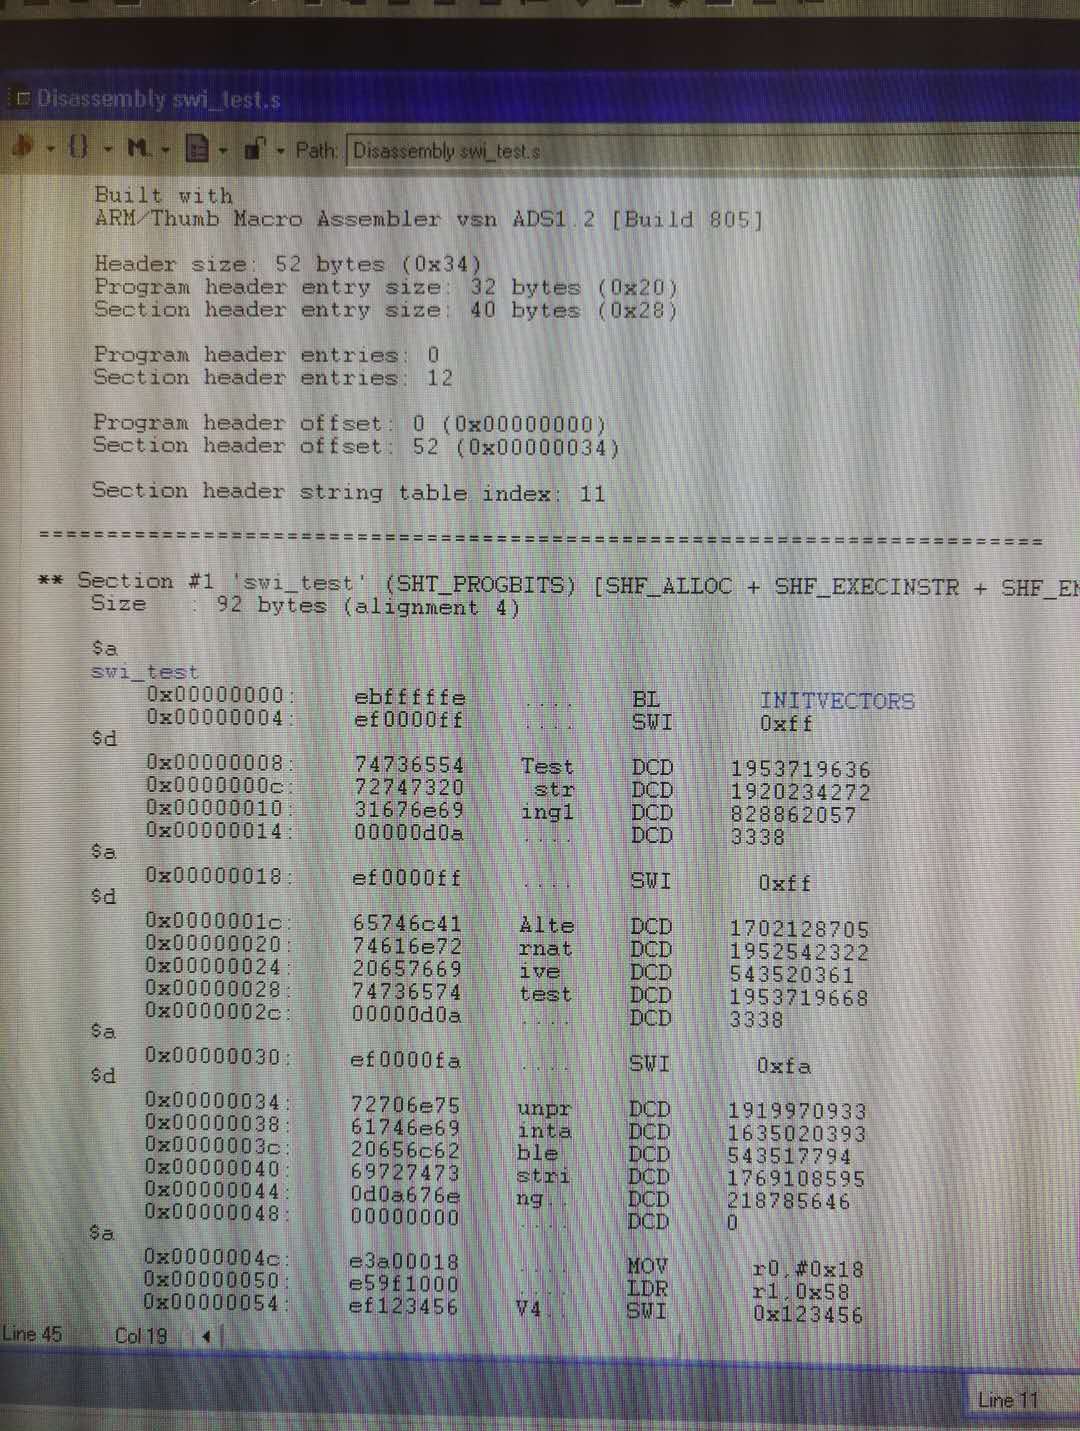 Disassembly swi_test.s
{} M. Path: Disassembly swi_test.s
Built with
ARM/Thumb Macro Assembler vsn ADS1.2 [Build 805]
Header size: 52 bytes (0x34)
Program header entry size: 32 bytes (0x20)
Section header entry size: 40 bytes (0x28)
Program header entries: 0
Section header entries: 12
Program header offset: 0 (0x00000000)
Section header offset: 52 (0x00000034)
Section header string table index: 11
=========================================================================
** Section #1 'swi_test' (SHT_PROGBITS) [SHF_ALLOC + SHF_EXECINSTR + SHF_EN
Size : 92 bytes (alignment 4)
$a
swi_test
0x00000000: ebfffffe .... BL INITVECTORS
0x00000004: ef0000ff .... SWI 0xff
$d
0x00000008: 74736554 Test DCD 1953719636
0x0000000c: 72747320 str DCD 1920234272
0x00000010: 31676e69 ing1 DCD 828862057
0x00000014: 00000d0a .... DCD 3338
$a
0x00000018: ef0000ff .... SWI 0xff
$d
0x0000001c: 65746c41 Alte DCD 1702128705
0x00000020: 74616e72 rnat DCD 1952542322
0x00000024: 20657669 ive DCD 543520361
0x00000028: 74736574 test DCD 1953719668
0x0000002c: 00000d0a .... DCD 3338
$a
0x00000030: ef0000fa .... SWI 0xfa
$d
0x00000034: 72706e75 unpr DCD 1919970933
0x00000038: 61746e69 inta DCD 1635020393
0x0000003c: 20656c62 ble DCD 543517794
0x00000040: 69727473 stri DCD 1769108595
0x00000044: 0d0a676e ng.. DCD 218785646
0x00000048: 00000000 .... DCD 0
$a
0x0000004c: e3a00018 .... MOV r0,#0x18
0x00000050: e59f1000 .... LDR r1,0x58
0x00000054: ef123456 V4.. SWI 0x123456
Line 45 Col 19
Line 11